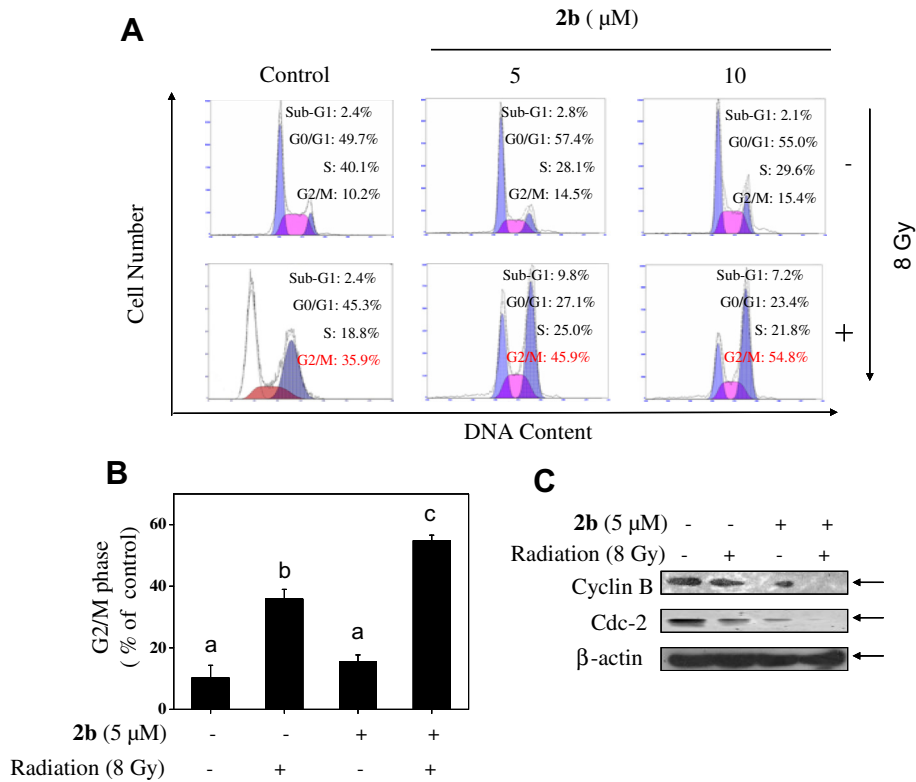 A
2b ( μM)
Control 5 10
Sub-G1: 2.4%
G0/G1: 49.7%
S: 40.1%
G2/M: 10.2%
Sub-G1: 2.8%
G0/G1: 57.4%
S: 28.1%
G2/M: 14.5%
Sub-G1: 2.1%
G0/G1: 55.0%
S: 29.6%
G2/M: 15.4%
-
Sub-G1: 2.4%
G0/G1: 45.3%
S: 18.8%
G2/M: 35.9%
Sub-G1: 9.8%
G0/G1: 27.1%
S: 25.0%
G2/M: 45.9%
Sub-G1: 7.2%
G0/G1: 23.4%
S: 21.8%
G2/M: 54.8%
+
8 Gy
Cell Number
DNA Content
B
G2/M phase
( % of control)
60
40
20
0
a b a c
2b (5 μM) - - + +
Radiation (8 Gy) - + - +
C
2b (5 μM) - - + +
Radiation (8 Gy) - + - +
Cyclin B
Cdc-2
β-actin